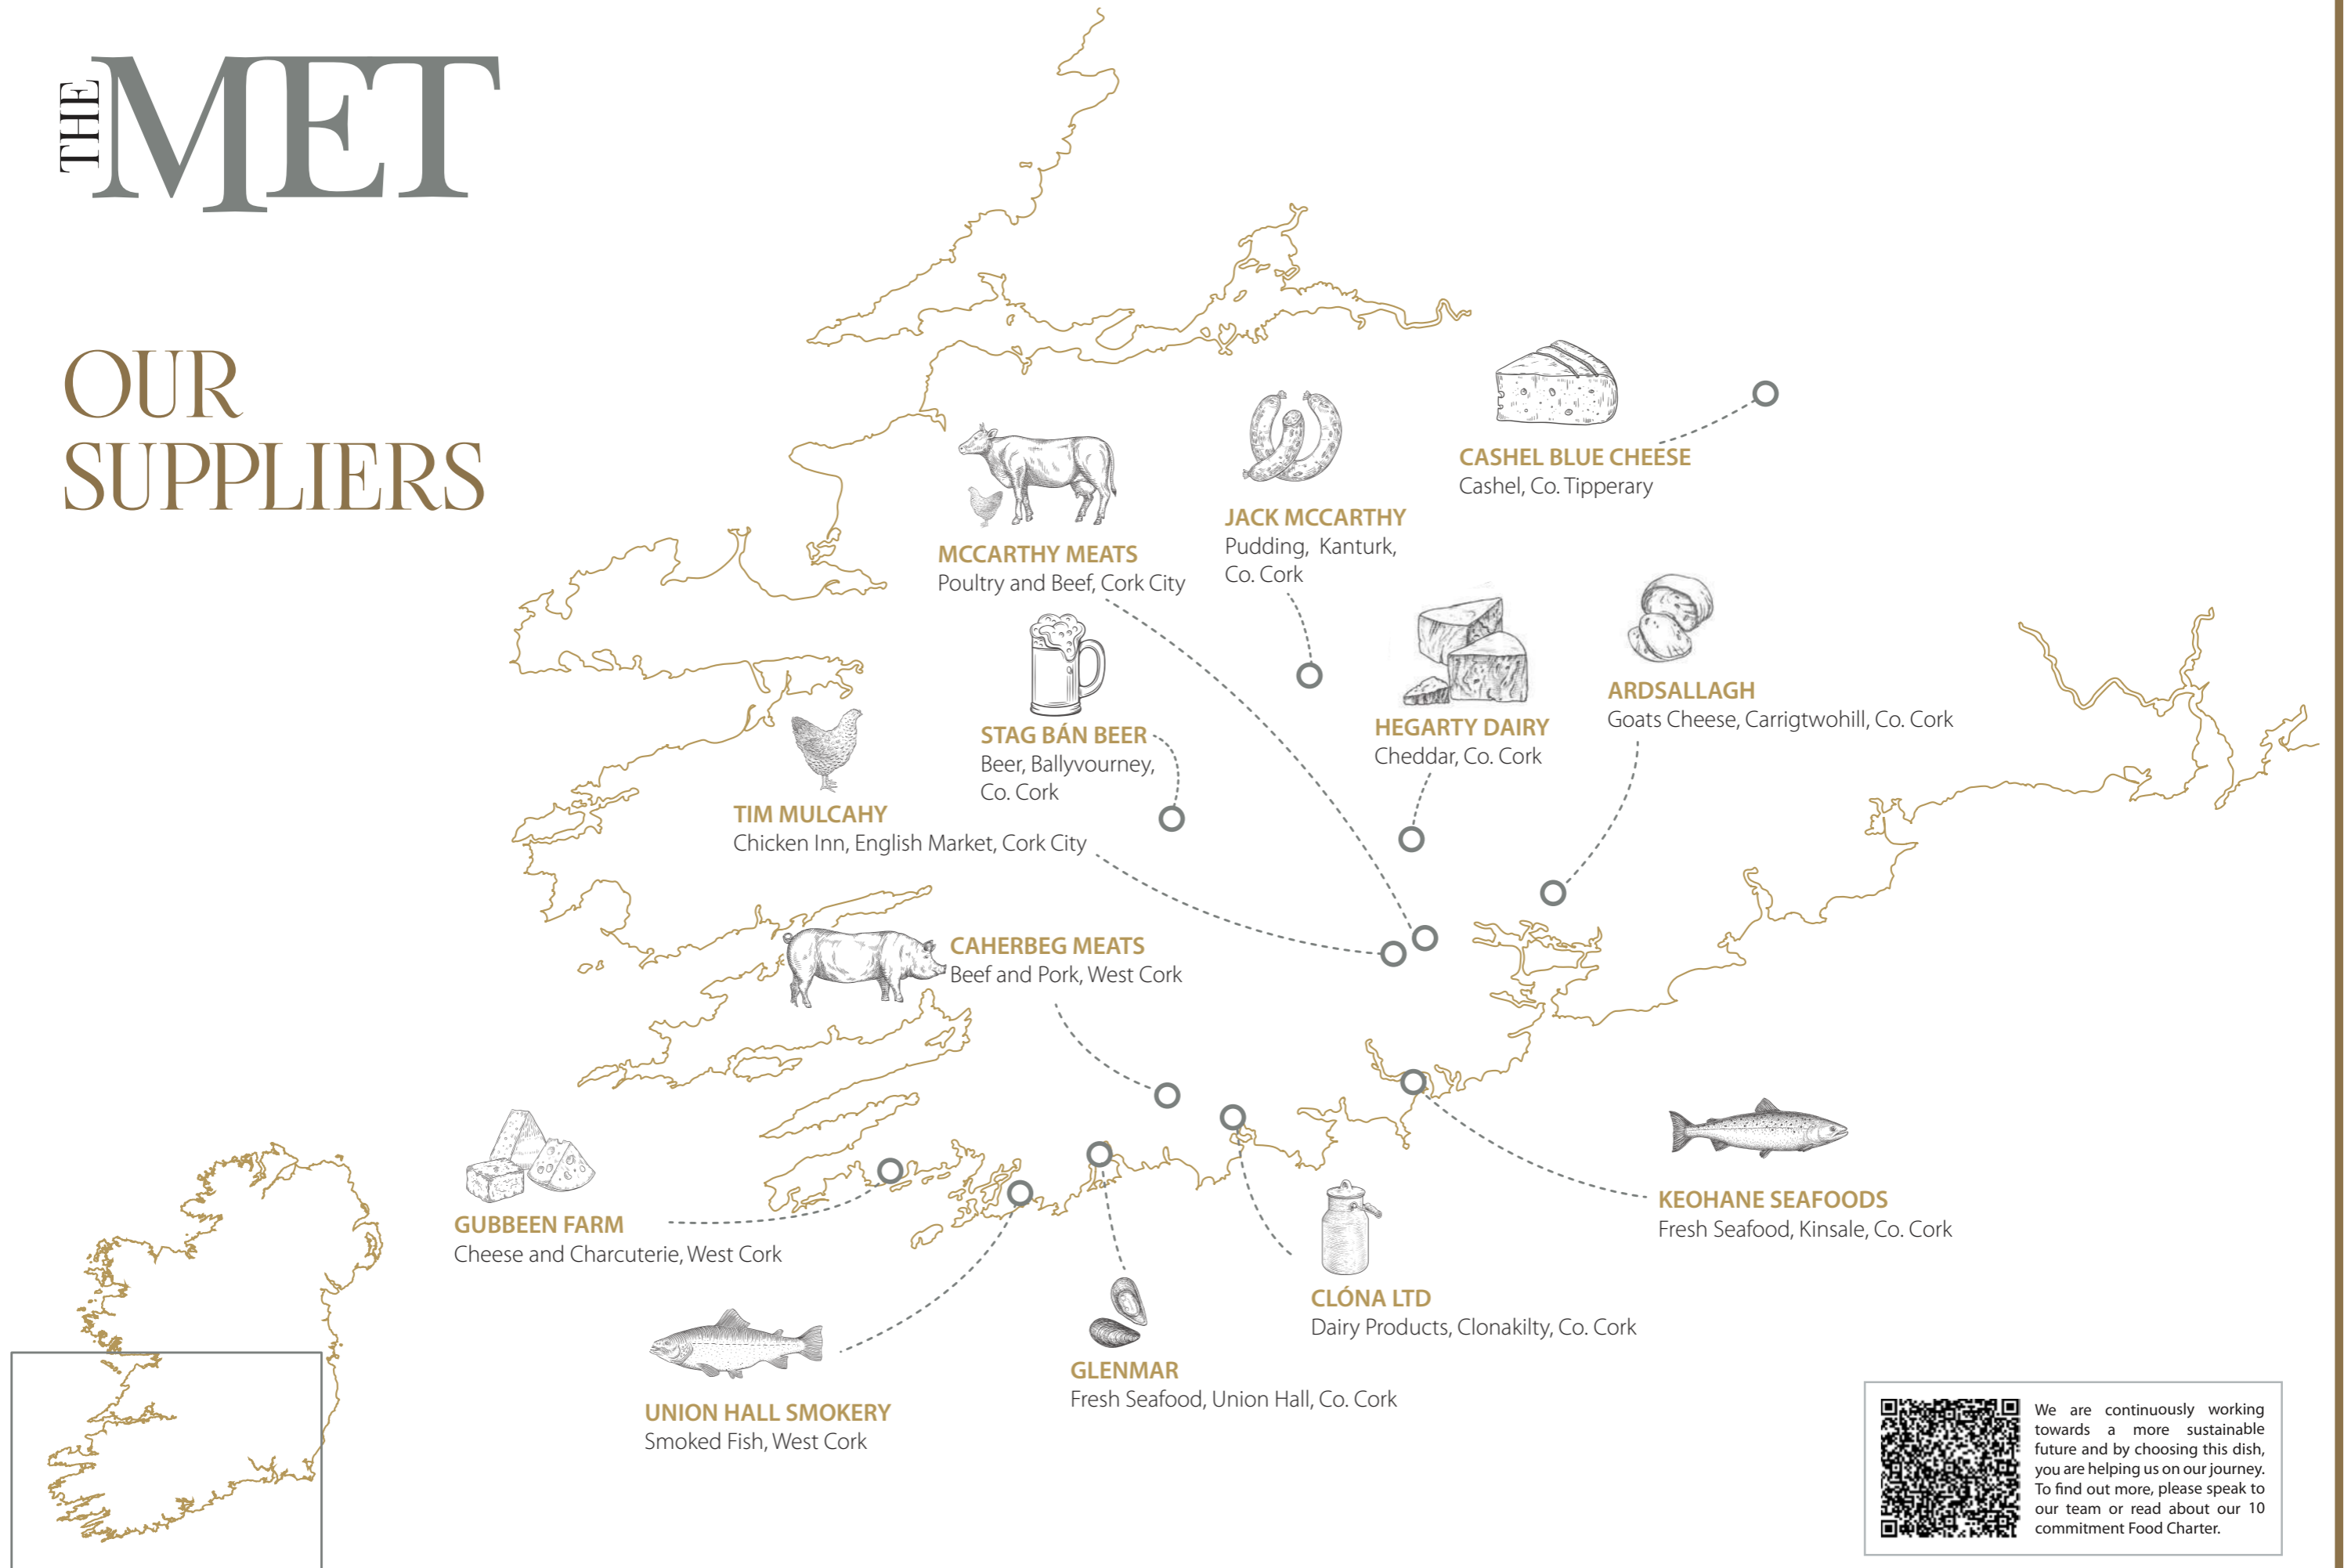 THE MET
OUR
SUPPLIERS
CASHEL BLUE CHEESE
Cashel, Co. Tipperary
JACK MCCARTHY
Pudding, Kanturk,
Co. Cork
MCCARTHY MEATS
Poultry and Beef, Cork City
ARDSALLAGH
Goats Cheese, Carrigtwohill, Co. Cork
HEGARTY DAIRY
Cheddar, Co. Cork
STAG BÁN BEER
Beer, Ballyvourney,
Co. Cork
TIM MULCAHY
Chicken Inn, English Market, Cork City
CAHERBEG MEATS
Beef and Pork, West Cork
KEOHANE SEAFOODS
Fresh Seafood, Kinsale, Co. Cork
GUBBEEN FARM
Cheese and Charcuterie, West Cork
CLÓNA LTD
Dairy Products, Clonakilty, Co. Cork
GLENMAR
Fresh Seafood, Union Hall, Co. Cork
UNION HALL SMOKERY
Smoked Fish, West Cork
We are continuously working
towards a more sustainable
future and by choosing this dish,
you are helping us on our journey.
To find out more, please speak to
our team or read about our 10
commitment Food Charter.